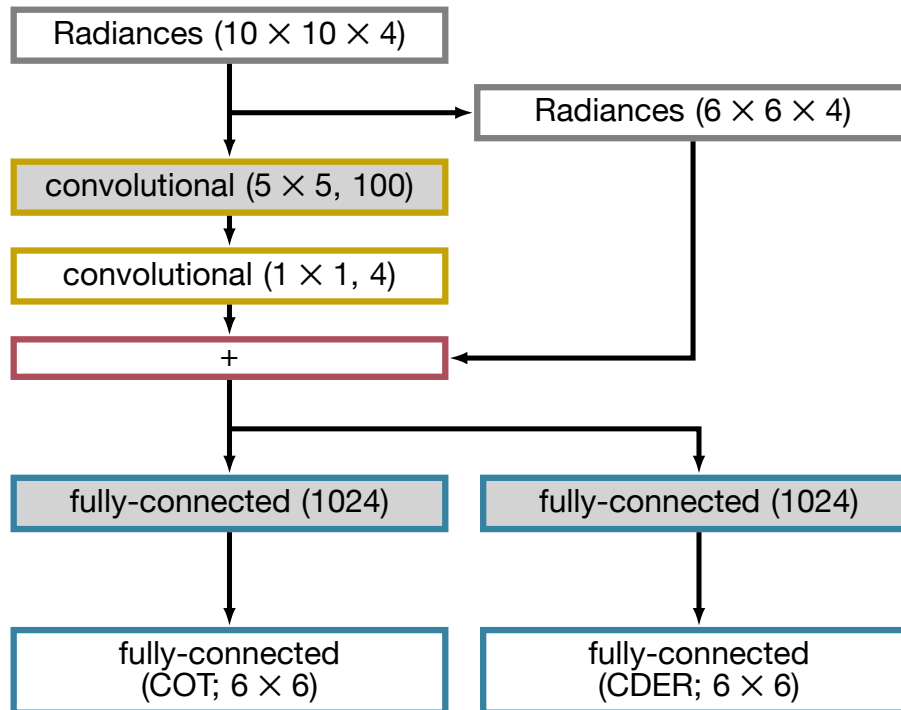 Radiances (10 × 10 × 4)
Radiances (6 × 6 × 4)
convolutional (5 × 5, 100)
convolutional (1 × 1, 4)
+
fully-connected (1024)
fully-connected (1024)
fully-connected
(COT; 6 × 6)
fully-connected
(CDER; 6 × 6)